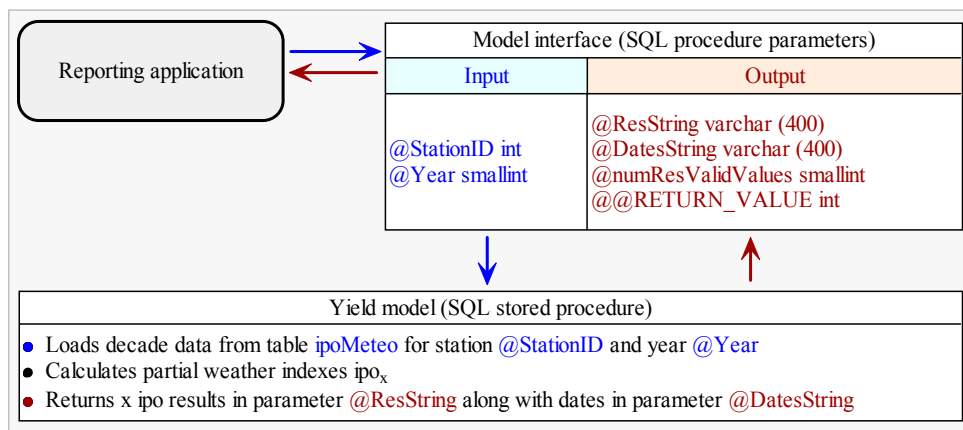 Reporting application
Model interface (SQL procedure parameters)
Input
Output
@StationID int
@Year smallint
@ResString varchar (400)
@DatesString varchar (400)
@numResValidValues smallint
@@RETURN_VALUE int
Yield model (SQL stored procedure)
Loads decade data from table ipoMeteo for station @StationID and year @Year
Calculates partial weather indexes ipoₓ
Returns x ipo results in parameter @ResString along with dates in parameter @DatesString